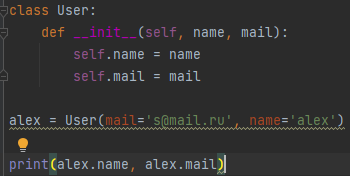 class User:
    def __init__(self, name, mail):
        self.name = name
        self.mail = mail
alex = User(mail='s@mail.ru', name='alex')
print(alex.name, alex.mail)